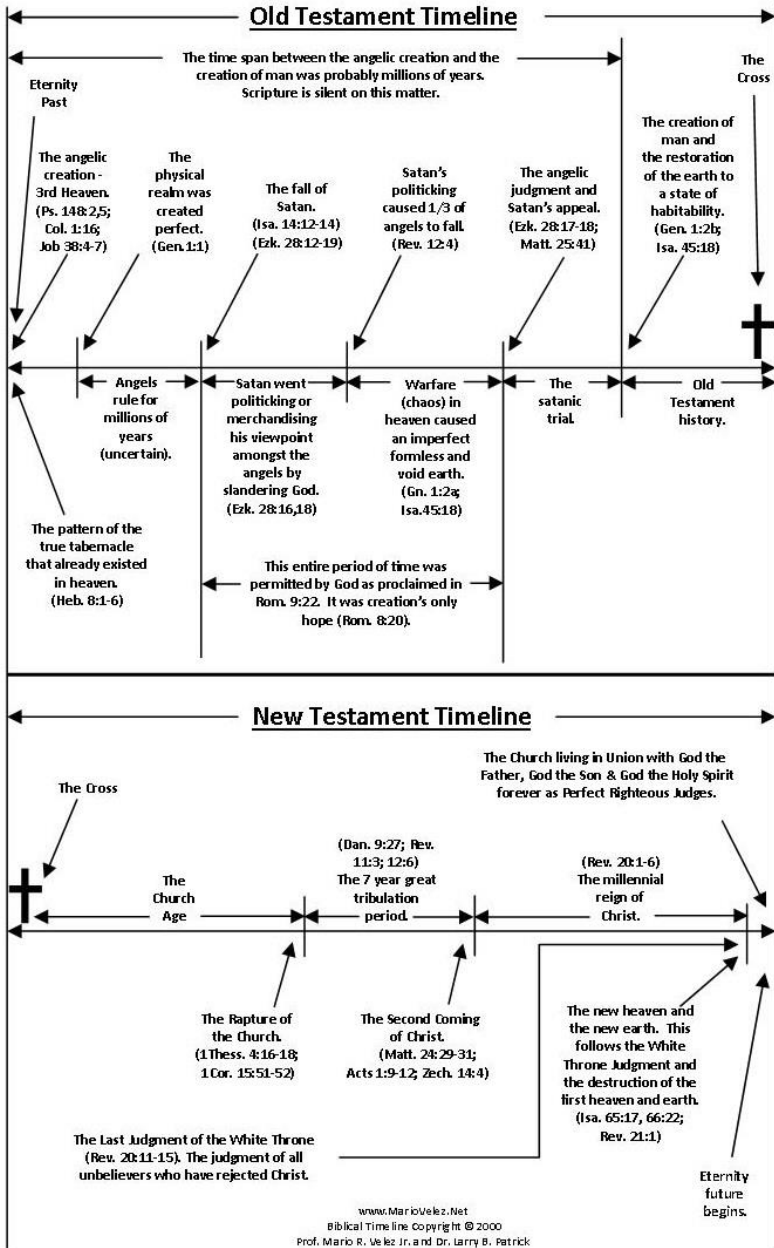 Old Testament Timeline
The time span between the angelic creation and the
creation of man was probably millions of years.
Scripture is silent on this matter.
Eternity
Past
The
Cross
The angelic
creation -
3rd Heaven.
(Ps. 148:2,5;
Col. 1:16;
Job 38:4-7)
The
physical
realm was
created
perfect.
(Gen.1:1)
The fall of
Satan.
(Isa. 14:12-14)
(Ezk. 28:12-19)
Satan's
politicking
caused 1/3 of
angels to fall.
(Rev. 12:4)
The angelic
judgment and
Satan's appeal.
(Ezk. 28:17-18;
Matt. 25:41)
The creation of
man and
the restoration
of the earth to
a state of
habitability.
(Gen. 1:2b;
Isa. 45:18)
Angels
rule for
millions of
years
(uncertain).
Satan went
politicking or
merchandising
his viewpoint
amongst the
angels by
slandering God.
(Ezk. 28:16,18)
Warfare
(chaos) in
heaven caused
an imperfect
formless and
void earth.
(Gn. 1:2a;
Isa.45:18)
The
satanic
trial.
Old
Testament
history.
The pattern of the
true tabernacle
that already existed
in heaven.
(Heb. 8:1-6)
This entire period of time was
permitted by God as proclaimed in
Rom. 9:22. It was creation's only
hope (Rom. 8:20).
New Testament Timeline
The Church living in Union with God the
Father, God the Son & God the Holy Spirit
forever as Perfect Righteous Judges.
The Cross
The
Church
Age
(Dan. 9:27; Rev.
11:3; 12:6)
The 7 year great
tribulation
period.
(Rev. 20:1-6)
The millennial
reign of
Christ.
The Rapture of
the Church.
(1Thess. 4:16-18;
1Cor. 15:51-52)
The Second Coming
of Christ.
(Matt. 24:29-31;
Acts 1:9-12; Zech. 14:4)
The new heaven and
the new earth. This
follows the White
Throne Judgment and
the destruction of the
first heaven and earth.
(Isa. 65:17, 66:22;
Rev. 21:1)
The Last Judgment of the White Throne
(Rev. 20:11-15). The judgment of all
unbelievers who have rejected Christ.
Eternity
future
begins.
www.MarioVelez.Net
Biblical Timeline Copyright © 2000
Prof. Mario R. Velez Jr. and Dr. Larry B. Patrick